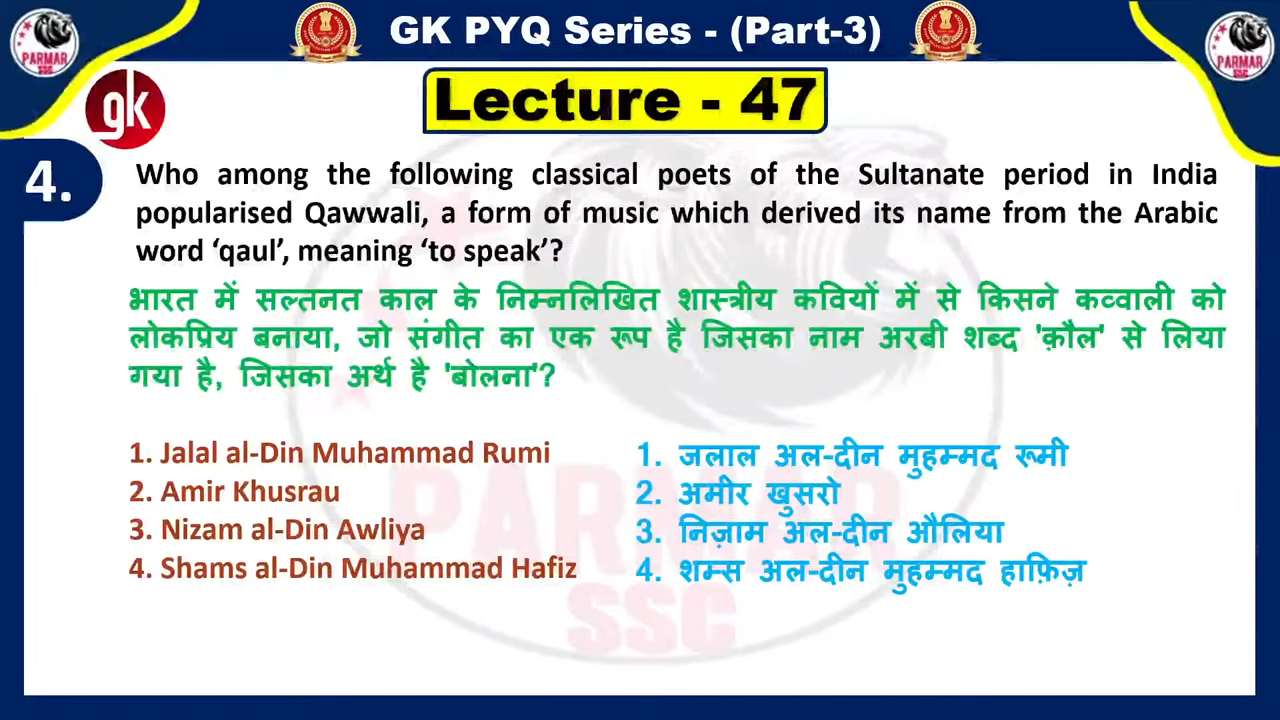 GK PYQ Series - (Part-3)
PARMAR
SSC
PARMAR
SSC
gk
Lecture - 47
4.
Who among the following classical poets of the Sultanate period in India
popularised Qawwali, a form of music which derived its name from the Arabic
word ‘qaul’, meaning ‘to speak’?
भारत में सल्तनत काल के निम्नलिखित शास्त्रीय कवियों में से किसने कव्वाली को
लोकप्रिय बनाया, जो संगीत का एक रूप है जिसका नाम अरबी शब्द 'क़ौल' से लिया
गया है, जिसका अर्थ है 'बोलना'?
1. Jalal al-Din Muhammad Rumi
2. Amir Khusrau
3. Nizam al-Din Awliya
4. Shams al-Din Muhammad Hafiz
1. जलाल अल-दीन मुहम्मद रूमी
2. अमीर खुसरो
3. निज़ाम अल-दीन औलिया
4. शम्स अल-दीन मुहम्मद हाफ़िज़
PARMAR
SSC